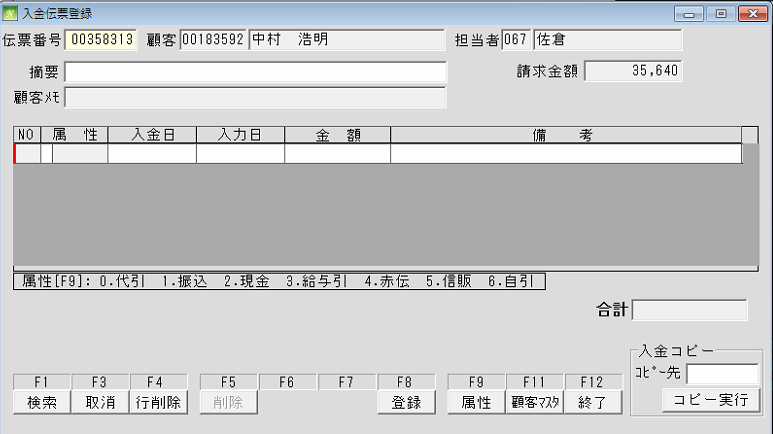 入金伝票登録
伝票番号 00358313 顧客 00183592 中村 浩明 担当者 067 佐倉
摘要 請求金額 35,640
顧客ﾒﾓ
NO 属 性 入金日 入力日 金 額 備 考
属性[F9]: 0.代引 1.振込 2.現金 3.給与引 4.赤伝 5.信販 6.自引
合計
入金コピー
ｺﾋﾟｰ先
コピー実行
F1 F3 F4 F5 F6 F7 F8 F9 F11 F12
検索 取消 行削除 削除 登録 属性 顧客ﾏｽﾀ 終了